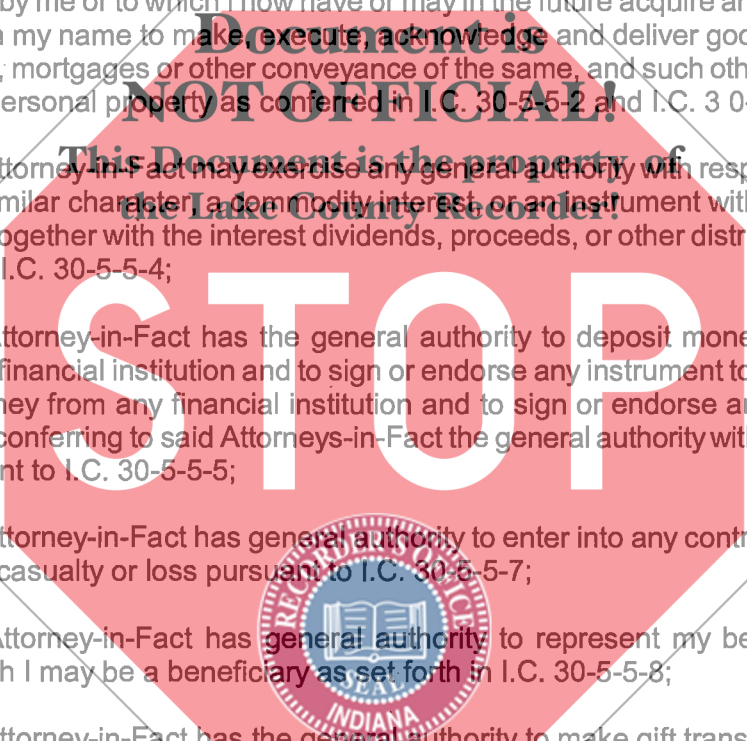 by me or to which I now have or may in the future acquire an
Document is
my name to make, execute, acknowledge and deliver goo
, mortgages or other conveyance of the same, and such oth
NOT OFFICIAL!
ersonal property as conferred in I.C. 30-5-5-2 and I.C. 3 0-
This Document is the property of
ttorney-in-Fact may exercise any general authority with resp
the Lake County Recorder!
milar character, a commodity interest, or an instrument with
ogether with the interest dividends, proceeds, or other distr
I.C. 30-5-5-4;
STOP
ttorney-in-Fact has the general authority to deposit mone
financial institution and to sign or endorse any instrument to
ney from any financial institution and to sign or endorse an
conferring to said Attorneys-in-Fact the general authority with
nt to I.C. 30-5-5-5;
ttorney-in-Fact has general authority to enter into any contr
casualty or loss pursuant to I.C. 30-5-5-7;
RECORDER'S OFFICE
ttorney-in-Fact has general authority to represent my be
h I may be a beneficiary as set forth in I.C. 30-5-5-8;
SEAL
INDIANA
ttorney-in-Fact has the general authority to make gift trans